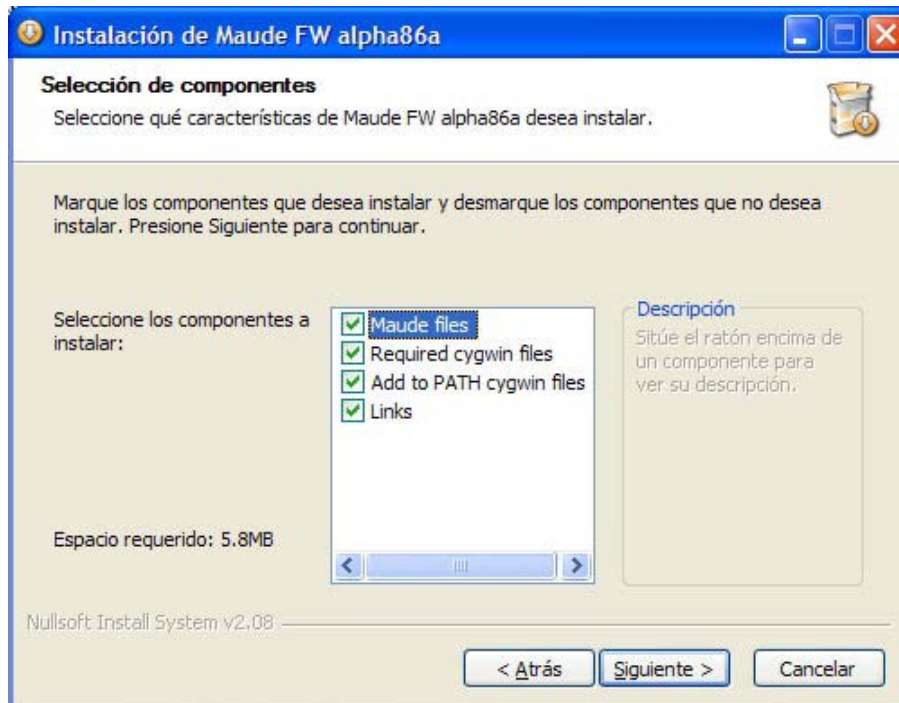 Instalación de Maude FW alpha86a
Selección de componentes
Seleccione qué características de Maude FW alpha86a desea instalar.
Marque los componentes que desea instalar y desmarque los componentes que no desea
instalar. Presione Siguiente para continuar.
Seleccione los componentes a
instalar:
Maude files
Required cygwin files
Add to PATH cygwin files
Links
Descripción
Sitúe el ratón encima de
un componente para
ver su descripción.
Espacio requerido: 5.8MB
Nullsoft Install System v2.08
< Atrás
Siguiente >
Cancelar